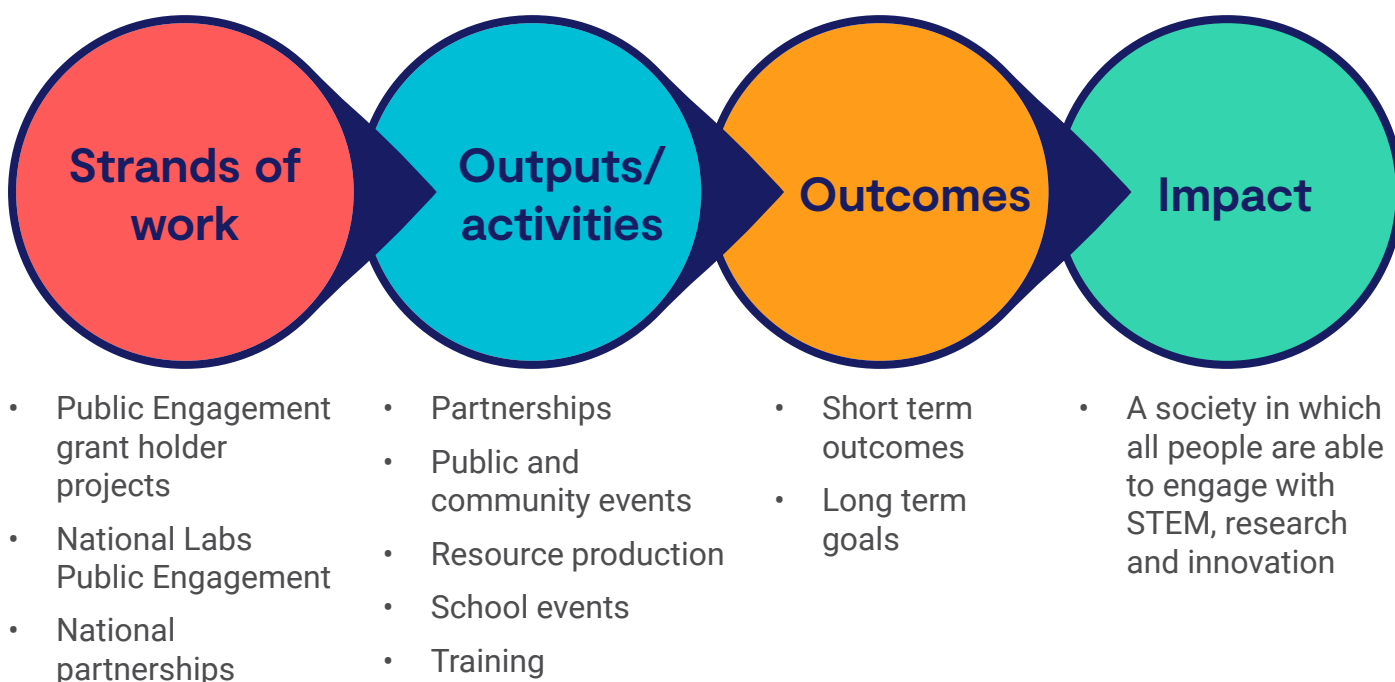 Strands of
work
Outputs/
activities
Outcomes
Impact
• Public Engagement
grant holder
projects
• National Labs
Public Engagement
• National
partnerships
• Partnerships
• Public and
community events
• Resource production
• School events
• Training
• Short term
outcomes
• Long term
goals
• A society in which
all people are able
to engage with
STEM, research
and innovation